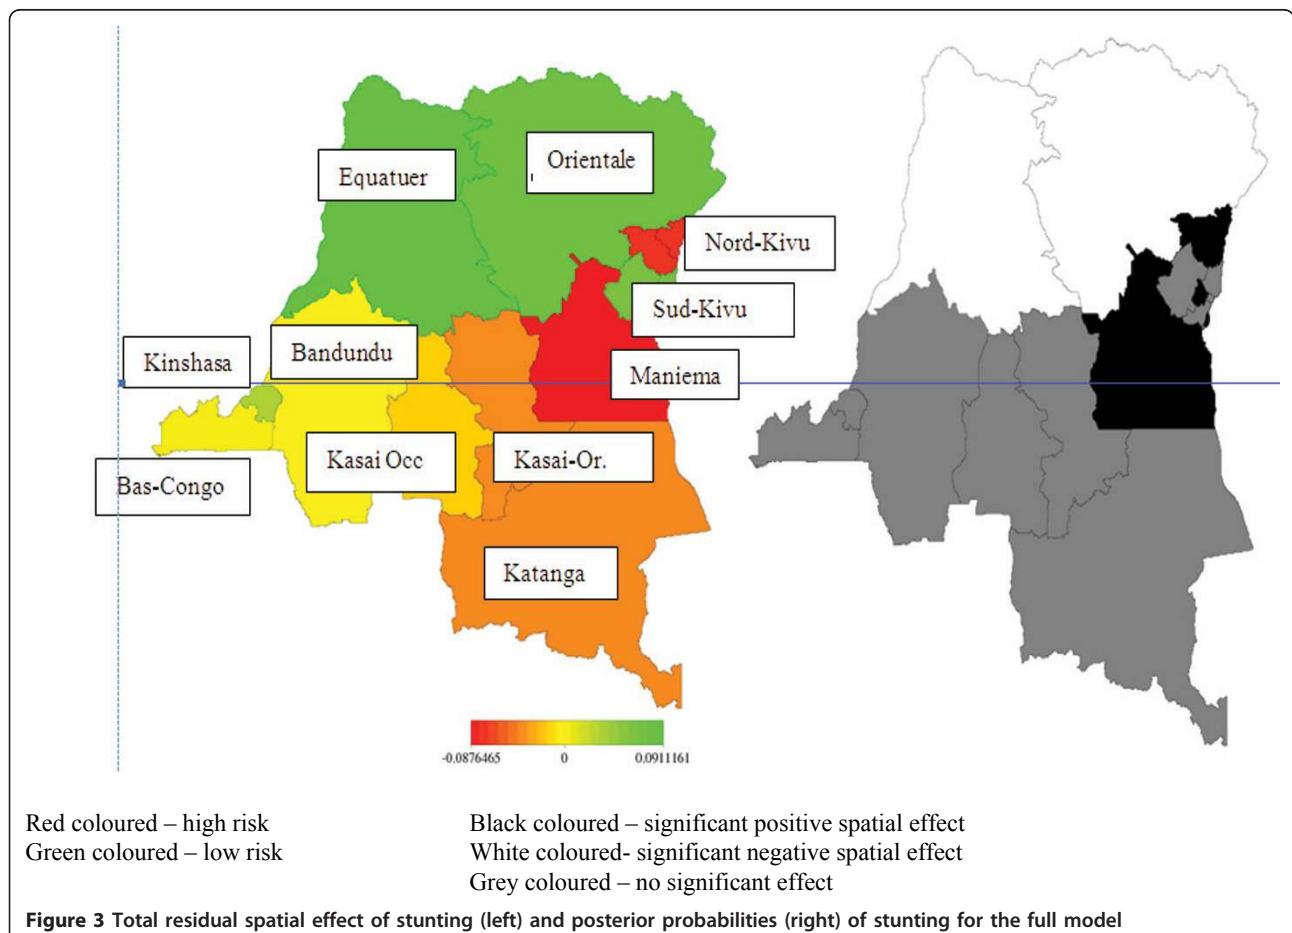 Equatuer
Orientale
Nord-Kivu
Sud-Kivu
Kinshasa
Bandundu
Maniema
Bas-Congo
Kasai Occ
Kasai-Or.
Katanga
-0.0876465 0 0.0911161
Red coloured – high risk
Green coloured – low risk
Black coloured – significant positive spatial effect
White coloured- significant negative spatial effect
Grey coloured – no significant effect
Figure 3 Total residual spatial effect of stunting (left) and posterior probabilities (right) of stunting for the full model